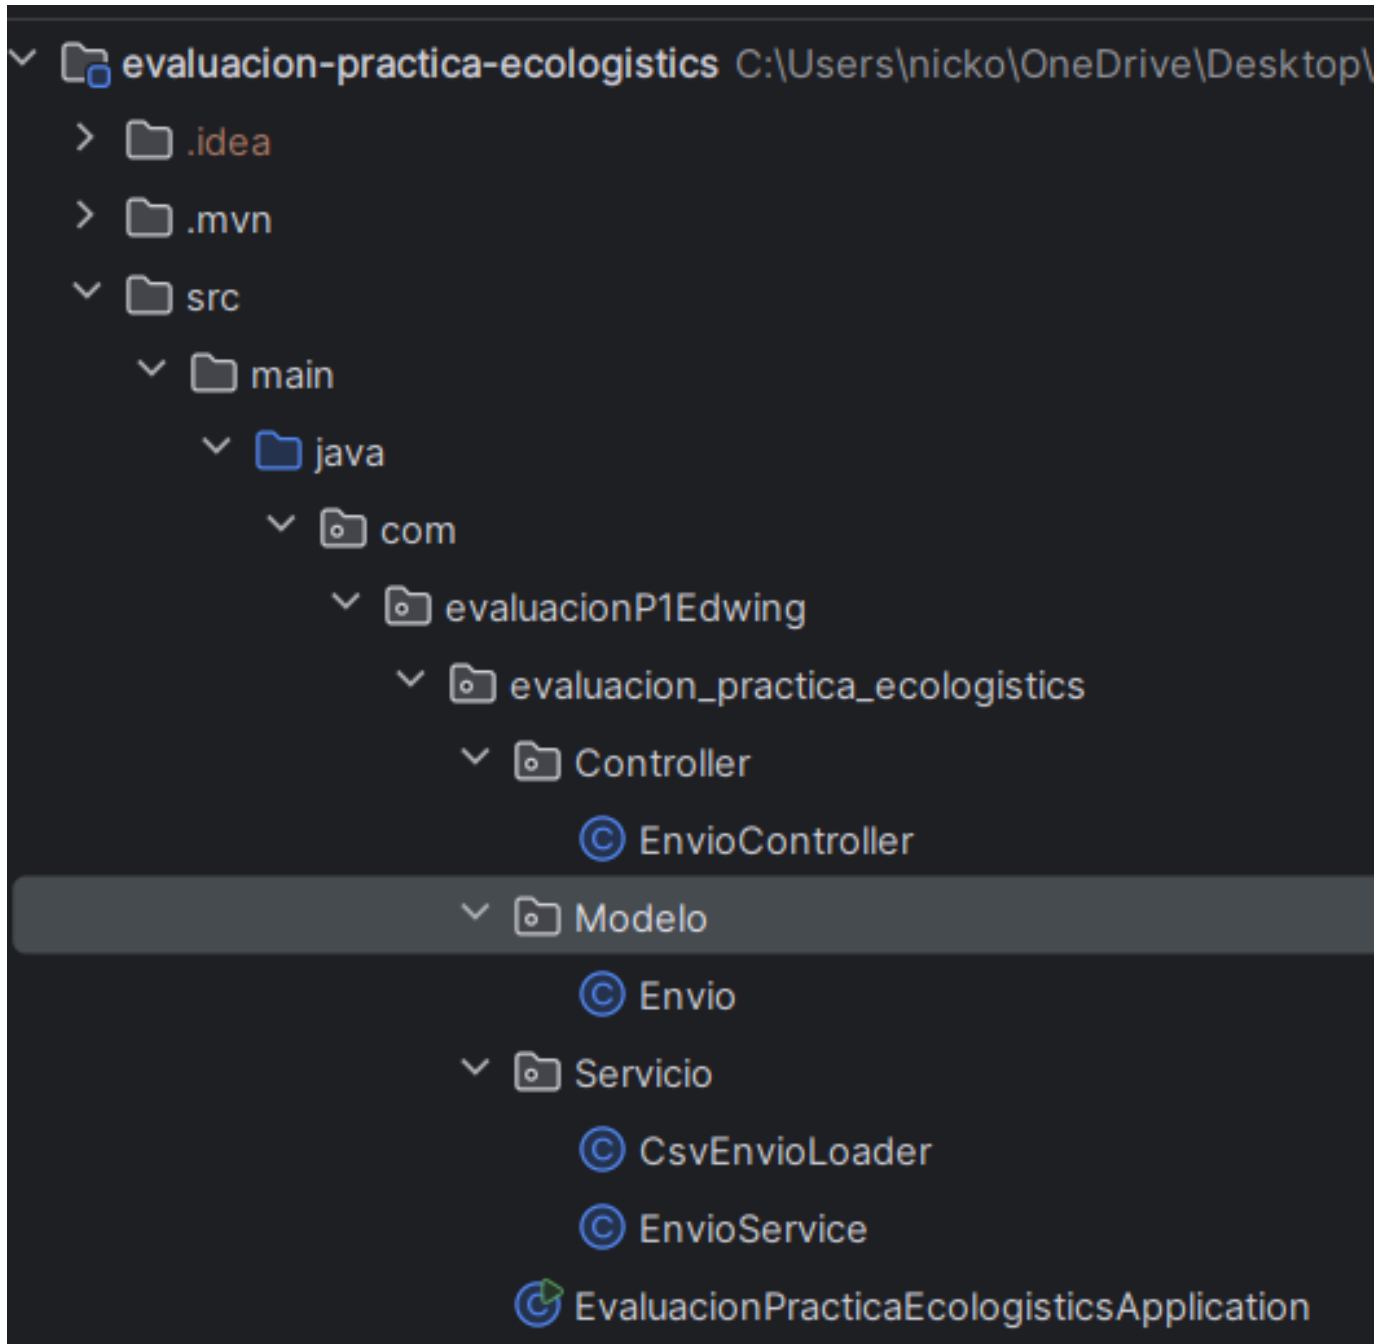 evaluacion-practica-ecologistics C:\Users\nicko\OneDrive\Desktop\
.idea
.mvn
src
main
java
com
evaluacionP1Edwing
evaluacion_practica_ecologistics
Controller
EnvioController
Modelo
Envio
Servicio
CsvEnvioLoader
EnvioService
EvaluacionPracticaEcologisticsApplication